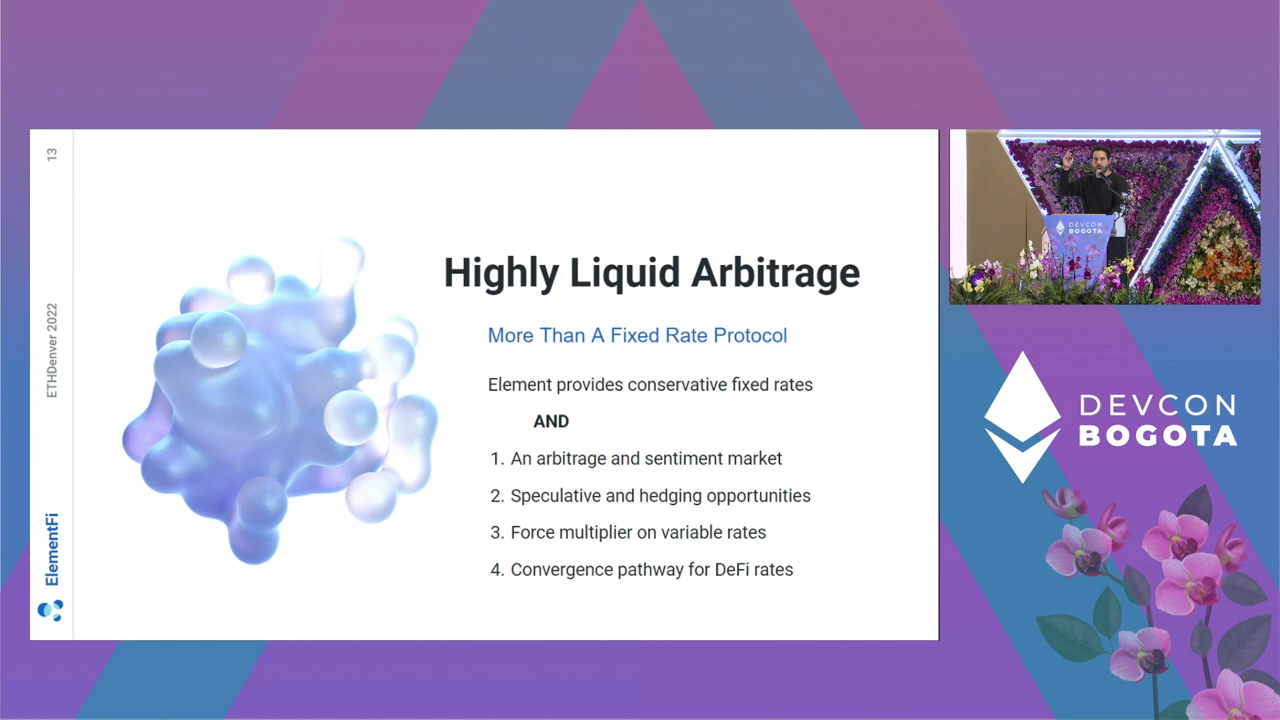 13
ETHDenver 2022
ElementFi
Highly Liquid Arbitrage
More Than A Fixed Rate Protocol
Element provides conservative fixed rates
AND
1. An arbitrage and sentiment market
2. Speculative and hedging opportunities
3. Force multiplier on variable rates
4. Convergence pathway for DeFi rates
DEVCON
BOGOTA
DEVCON
BOGOTA